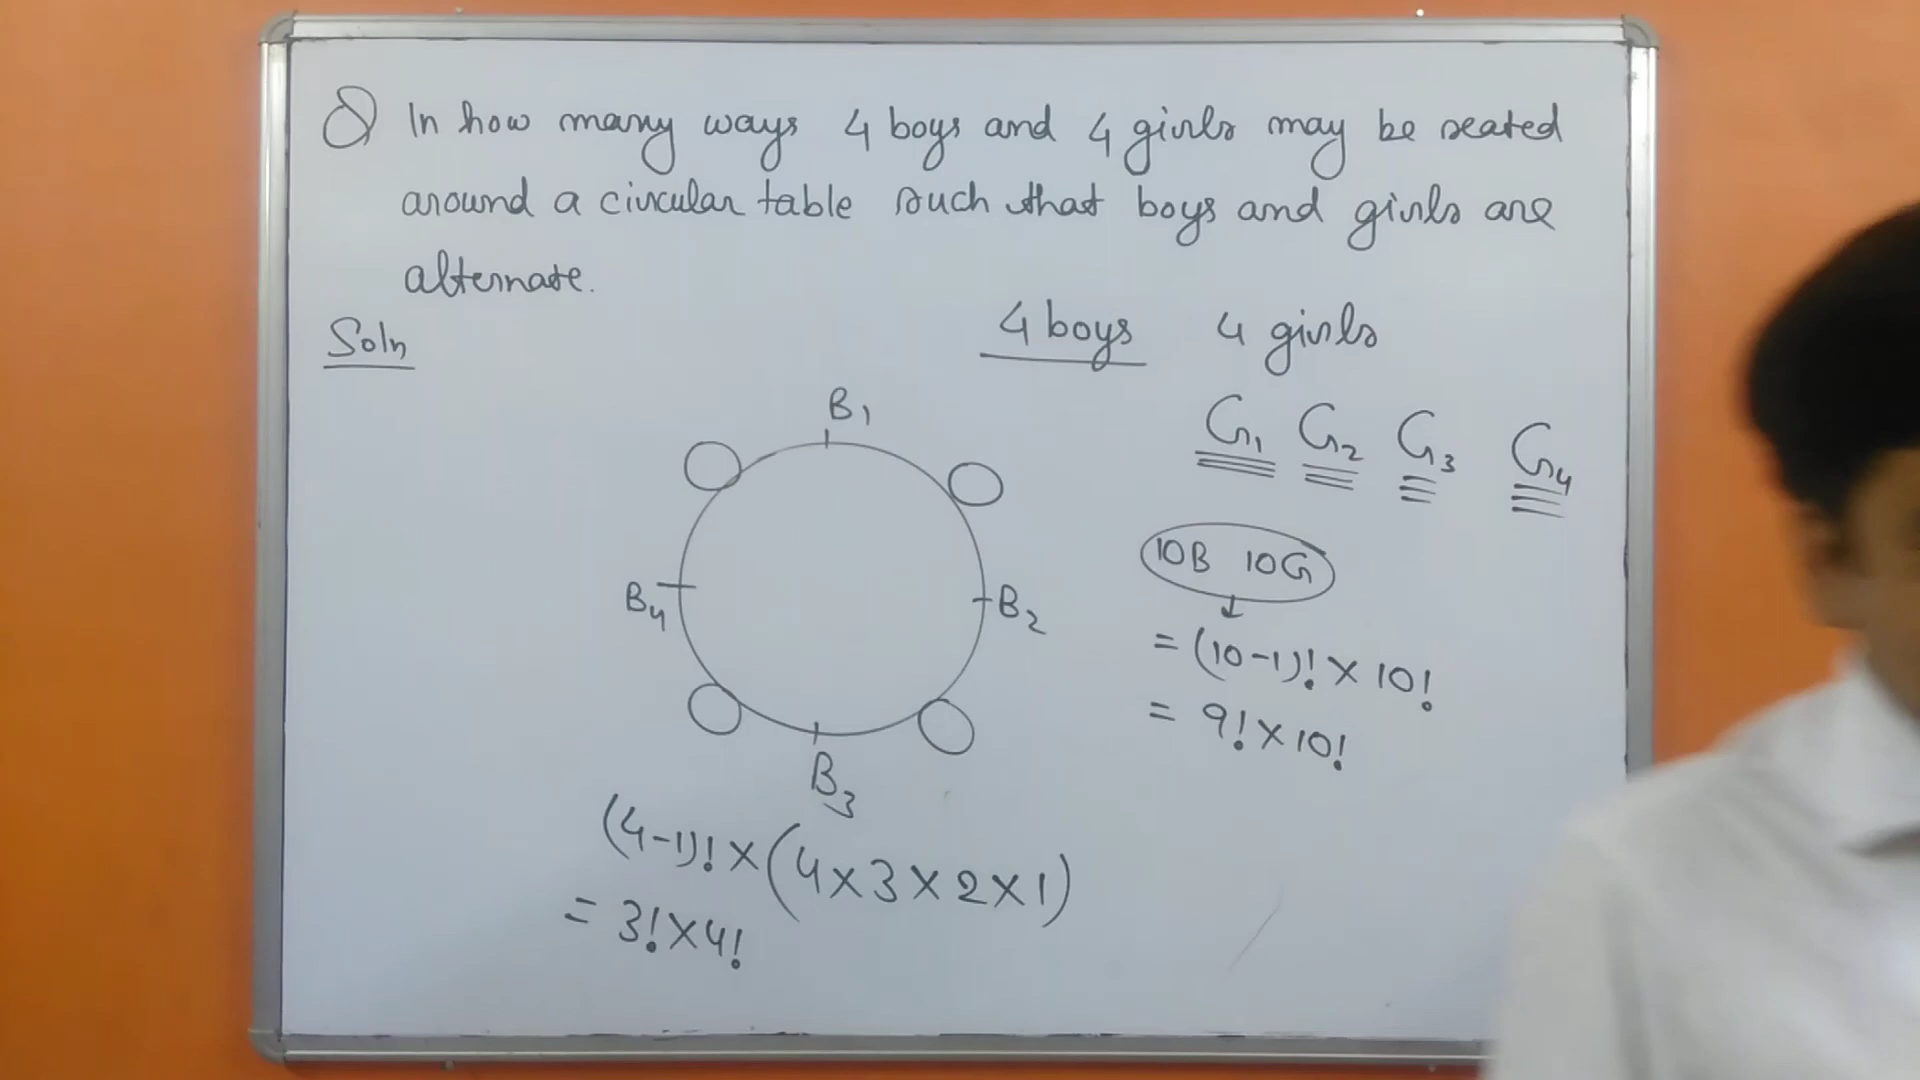 Q In how many ways 4 boys and 4 girls may be seated
around a circular table such that boys and girls are
alternate.
Soln
4 boys 4 girls
B1
G1 G2 G3 G4
10B 10G
B4
B2
= (10-1)! × 10!
= 9! × 10!
B3
(4-1)! × (4×3×2×1)
= 3! × 4!